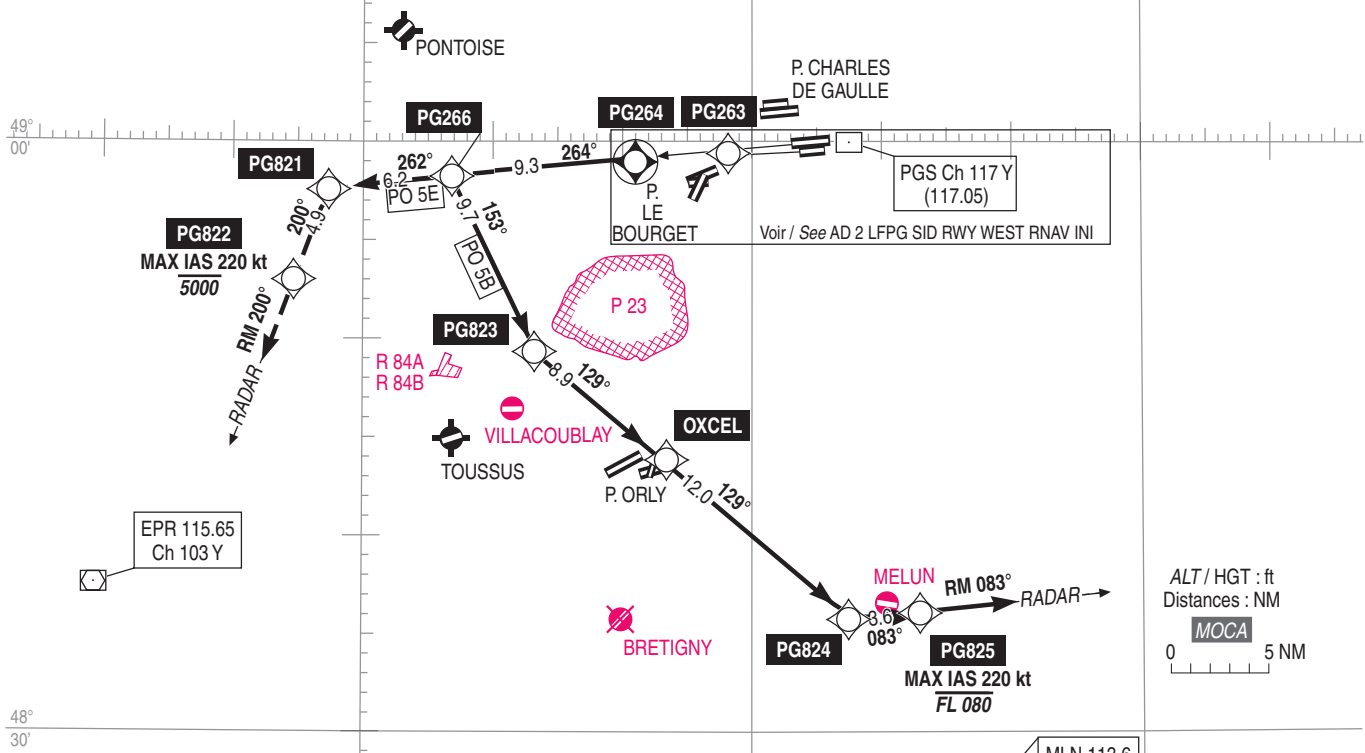 PONTOISE
P. CHARLES
DE GAULLE
PG266
PG264
PG263
49°
00'
PG821
262°
6.2
PO 5E
9.3
264°
P.
LE
BOURGET
PGS Ch 117 Y
(117.05)
Voir / See AD 2 LFPG SID RWY WEST RNAV INI
200°
4.9
PG822
MAX IAS 220 kt
5000
9.7
153°
PO 5B
RM 200°
RADAR
P 23
PG823
R 84A
R 84B
8.9
129°
VILLACOUBLAY
OXCEL
TOUSSUS
P. ORLY
12.0
129°
EPR 115.65
Ch 103 Y
MELUN
RM 083°
RADAR
3.6
083°
BRETIGNY
PG824
PG825
MAX IAS 220 kt
FL 080
ALT / HGT : ft
Distances : NM
MOCA
0 5 NM
48°
30'